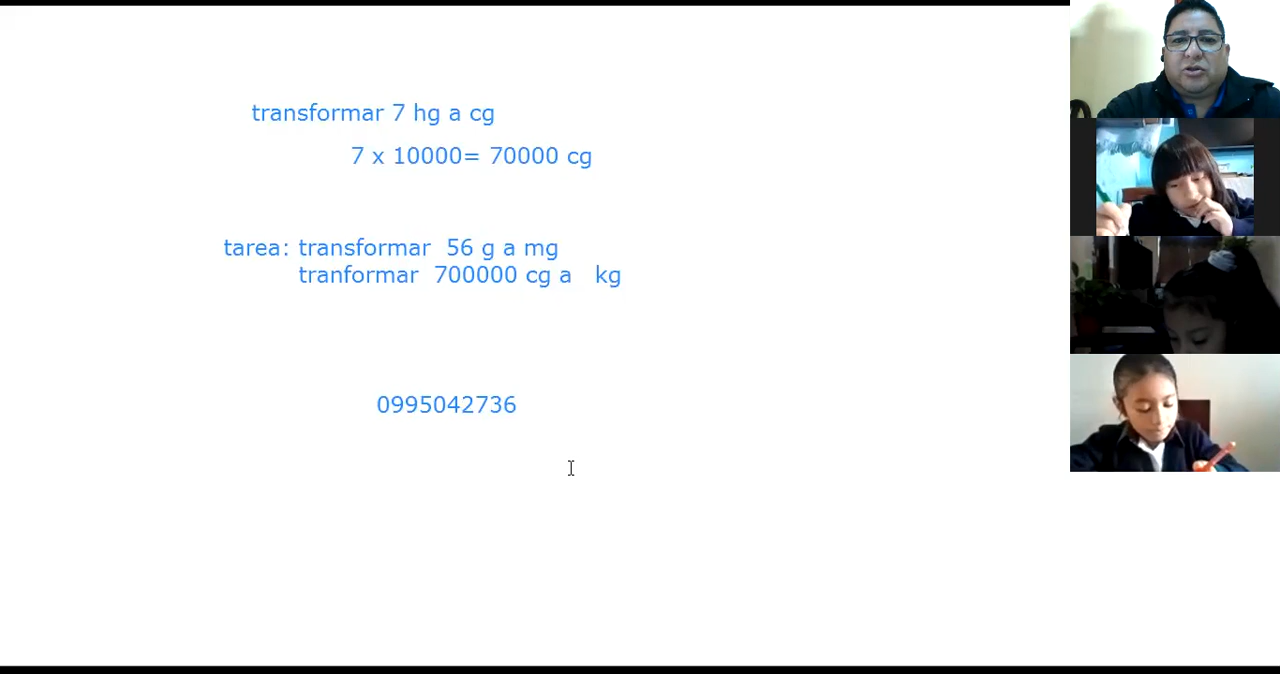 transformar 7 hg a cg
7 x 10000= 70000 cg
tarea: transformar 56 g a mg
tranformar 700000 cg a kg
0995042736